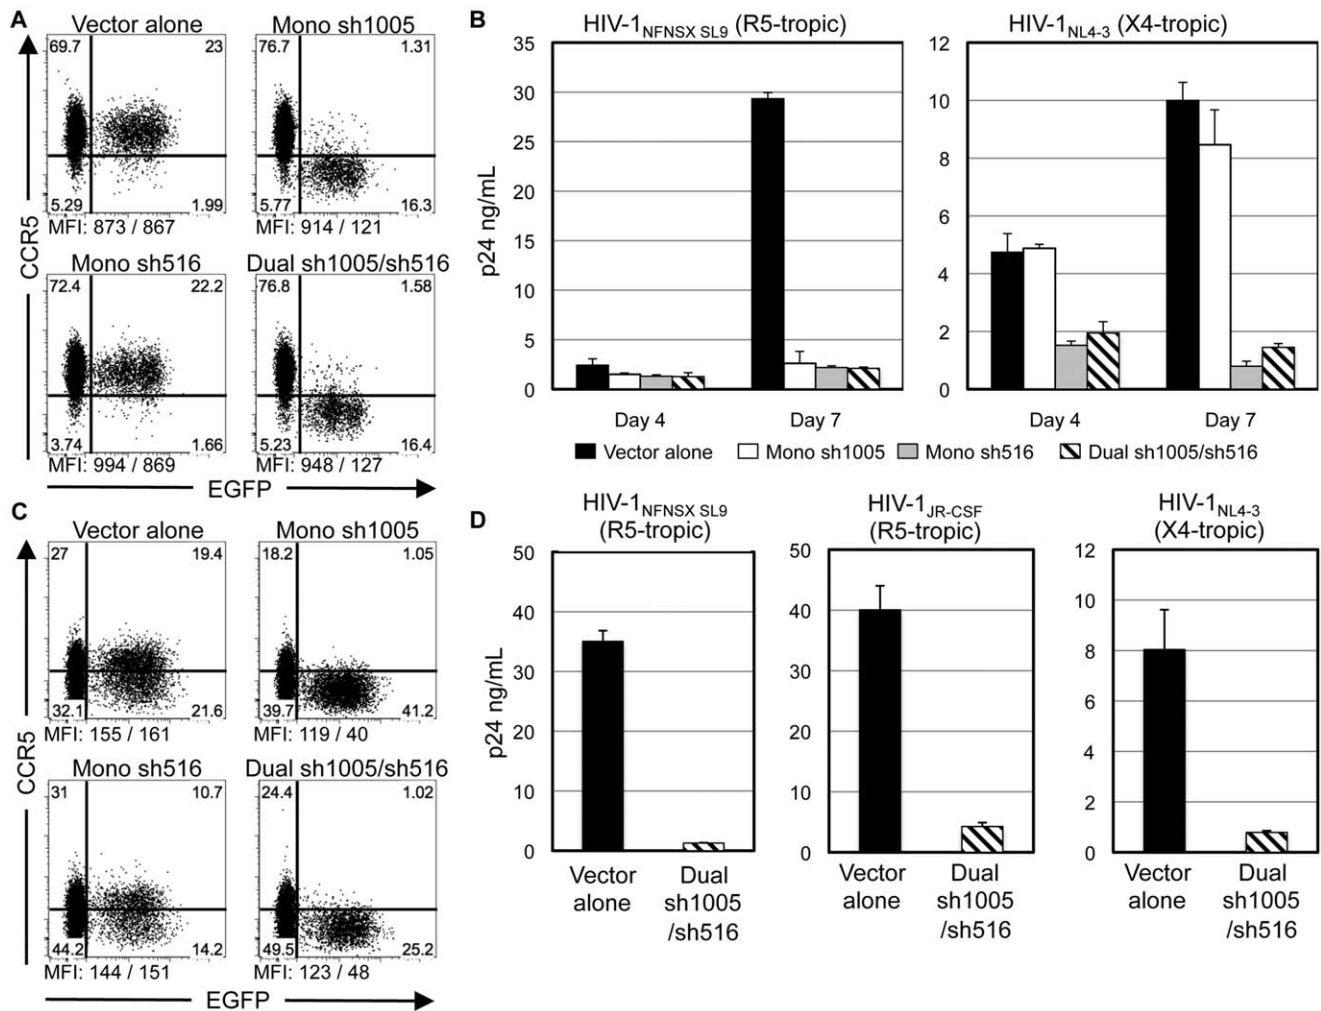 A
Vector alone
Mono sh1005
69.7
23
76.7
1.31
5.29
1.99
5.77
16.3
MFI: 873 / 867
MFI: 914 / 121
Mono sh516
Dual sh1005/sh516
72.4
22.2
76.8
1.58
3.74
1.66
5.23
16.4
MFI: 994 / 869
MFI: 948 / 127
CCR5
EGFP
B
HIV-1NFNSX SL9 (R5-tropic)
35
30
25
20
15
10
5
0
p24 ng/mL
Day 4
Day 7
HIV-1NL4-3 (X4-tropic)
12
10
8
6
4
2
0
Day 4
Day 7
Vector alone
Mono sh1005
Mono sh516
Dual sh1005/sh516
C
Vector alone
Mono sh1005
27
19.4
18.2
1.05
32.1
21.6
39.7
41.2
MFI: 155 / 161
MFI: 119 / 40
Mono sh516
Dual sh1005/sh516
31
10.7
24.4
1.02
44.2
14.2
49.5
25.2
MFI: 144 / 151
MFI: 123 / 48
CCR5
EGFP
D
HIV-1NFNSX SL9
(R5-tropic)
50
40
30
20
10
0
p24 ng/mL
Vector
alone
Dual
sh1005
/sh516
HIV-1JR-CSF
(R5-tropic)
50
40
30
20
10
0
Vector
alone
Dual
sh1005
/sh516
HIV-1NL4-3
(X4-tropic)
12
10
8
6
4
2
0
Vector
alone
Dual
sh1005
/sh516